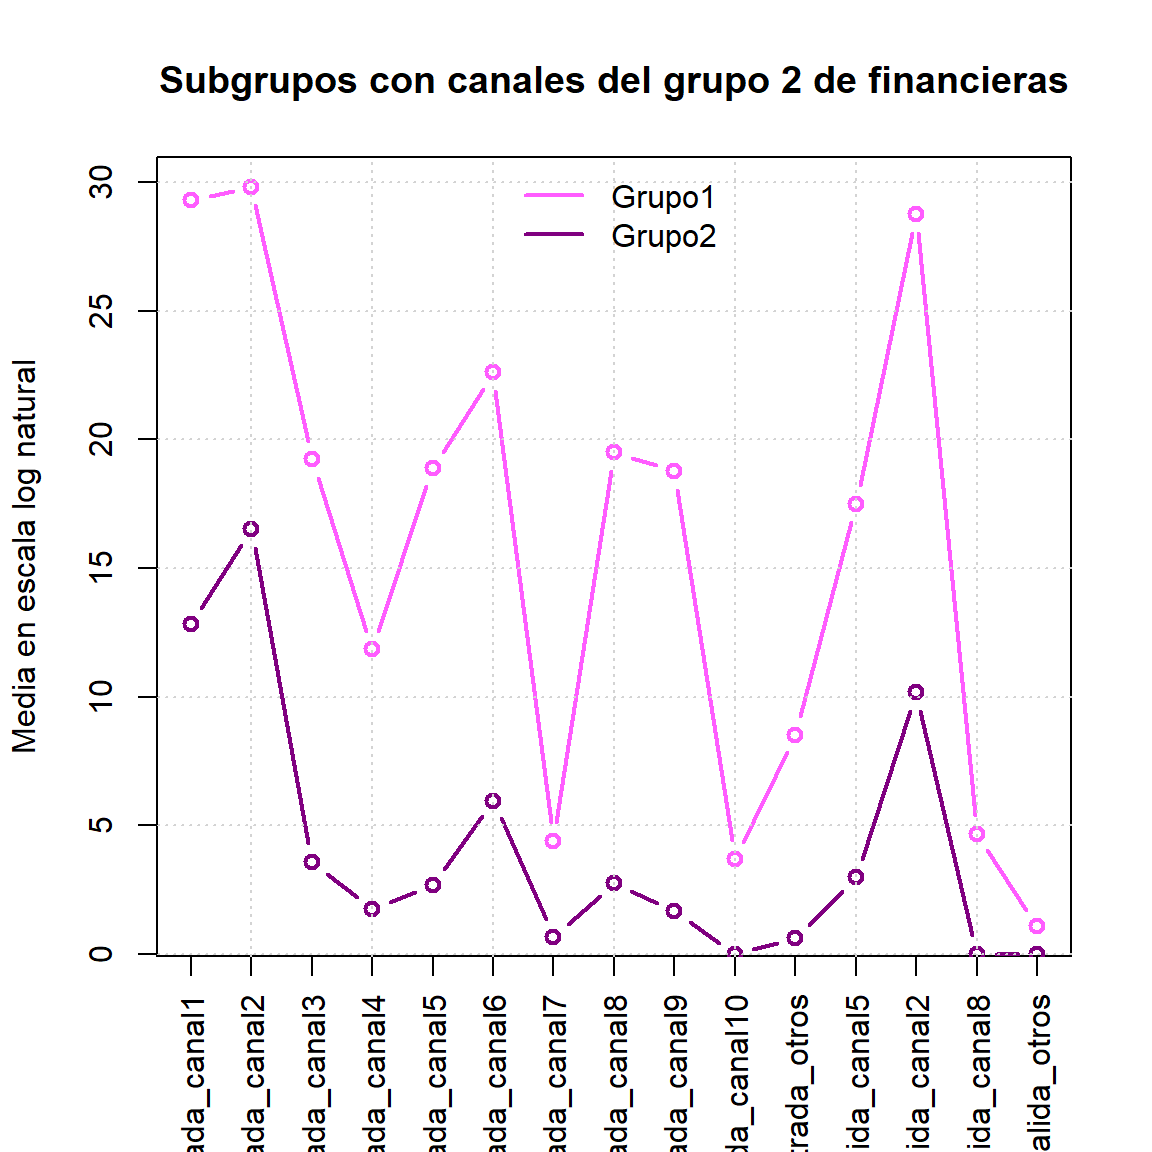 Subgrupos con canales del grupo 2 de financieras
Grupo1
Grupo2
Media en escala log natural
30
25
20
15
10
5
0
ada_canal1
ada_canal2
ada_canal3
ada_canal4
ada_canal5
ada_canal6
ada_canal7
ada_canal8
ada_canal9
da_canal10
trada_otros
ida_canal5
ida_canal2
ida_canal8
alida_otros